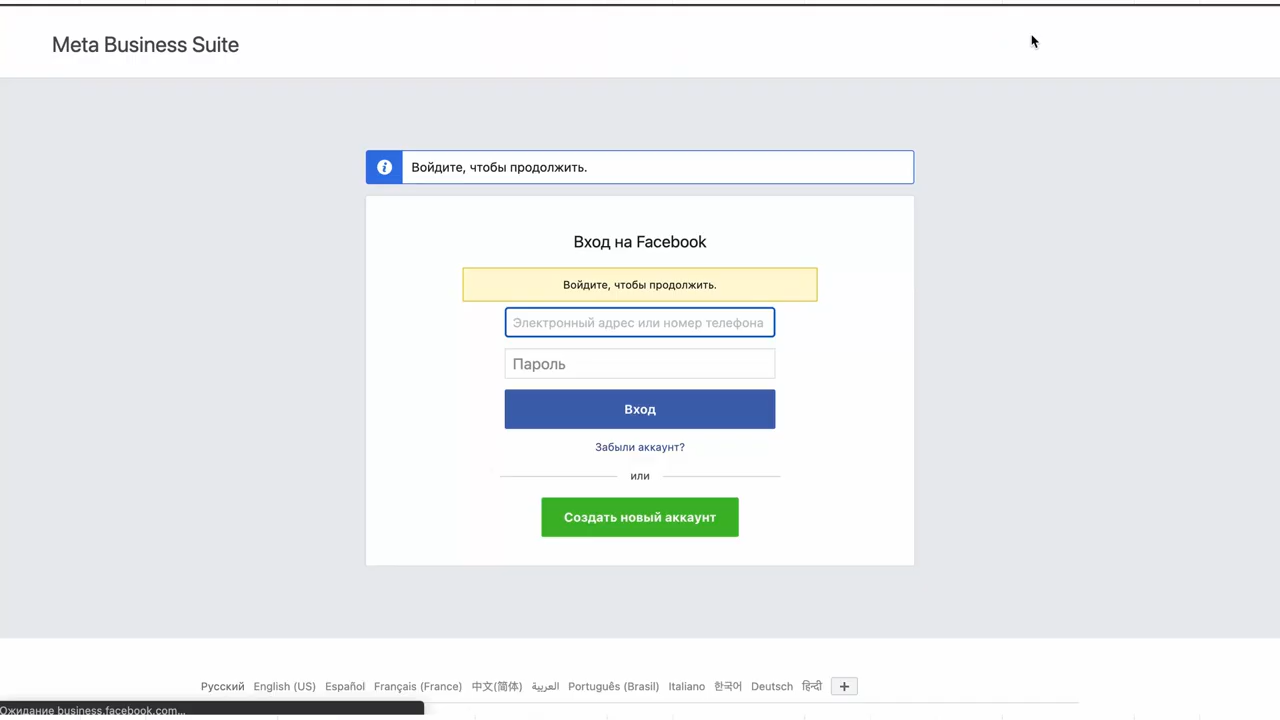 Meta Business Suite
Войдите, чтобы продолжить.
Вход на Facebook
Войдите, чтобы продолжить.
Электронный адрес или номер телефона
Пароль
Вход
Забыли аккаунт?
или
Создать новый аккаунт
Русский English (US) Español Français (France) 中文(简体) العربية Português (Brasil) Italiano 한국어 Deutsch हिन्दी +
Ожидание business.facebook.com...